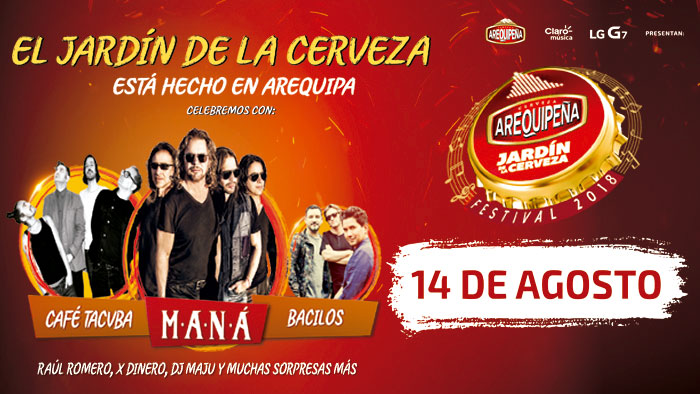 EL JARDÍN DE LA CERVEZA
ESTÁ HECHO EN AREQUIPA
CELEBREMOS CON:
AREQUIPEÑA
Claro música
LG G7
PRESENTAN:
CERVEZA
AREQUIPEÑA
JARDÍN
DE LA CERVEZA
FESTIVAL 2018
14 DE AGOSTO
CAFÉ TACUBA
MANÁ
BACILOS
RAÚL ROMERO, X DINERO, DJ MAJU Y MUCHAS SORPRESAS MÁS